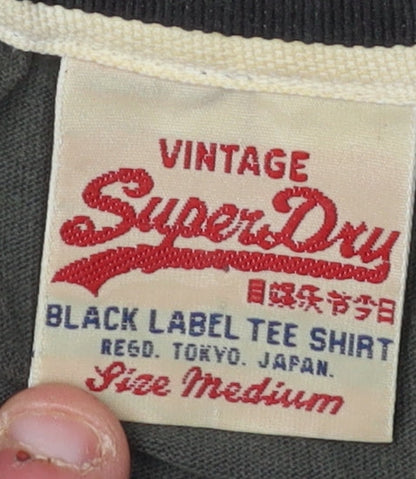 VINTAGE
SuperDry
BLACK LABEL TEE SHIRT
REGD. TOKYO. JAPAN.
Size Medium